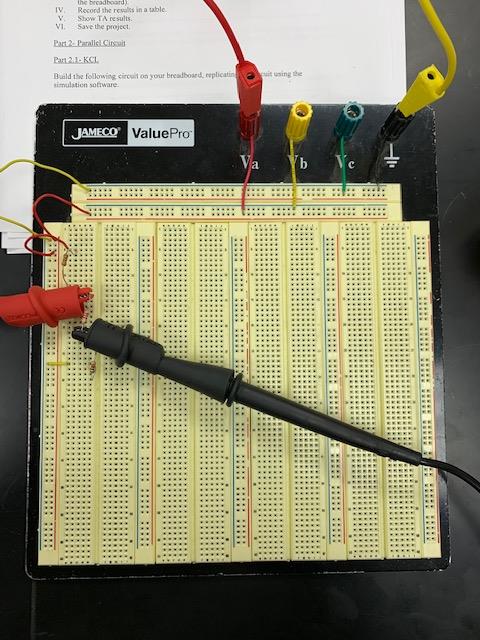 JAMECO ValuePro
Va
Vb
Vc
the breadboard)
IV. Record the results in a table.
V. Show TA results.
VI. Save the project.
Part 2- Parallel Circuit
Part 2.1- KCL
Build the following circuit on your breadboard, replicating using the
simulation software